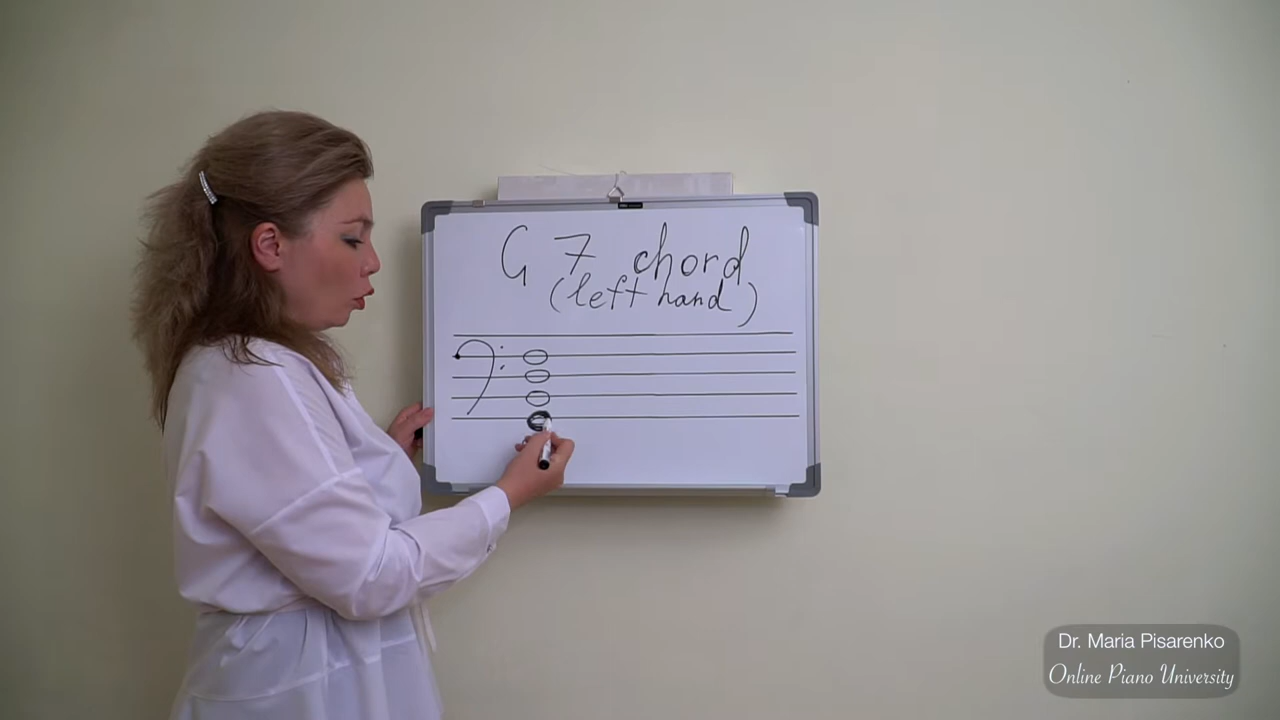 G 7 chord
(left hand)
Dr. Maria Pisarenko
Online Piano University